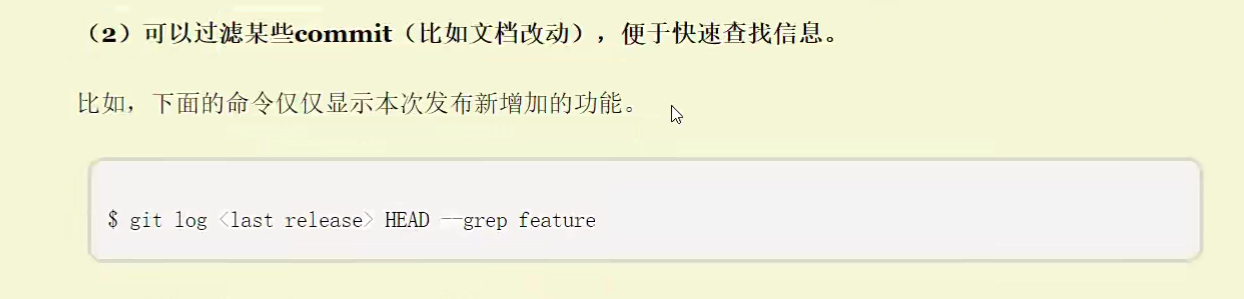 （2）可以过滤某些commit（比如文档改动），便于快速查找信息。
比如，下面的命令仅仅显示本次发布新增加的功能。
$ git log <last release> HEAD --grep feature